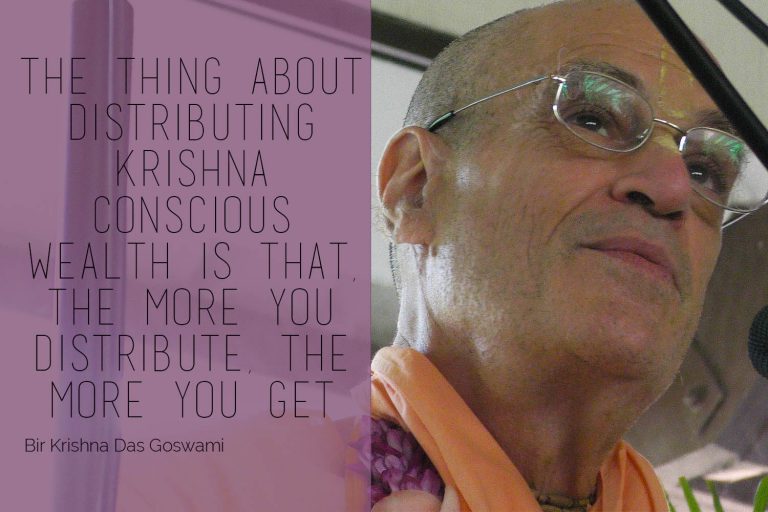 THE THING ABOUT
DISTRIBUTING
KRISHNA
CONSCIOUS
WEALTH IS THAT,
THE MORE YOU
DISTRIBUTE, THE
MORE YOU GET
Bir Krishna Das Goswami